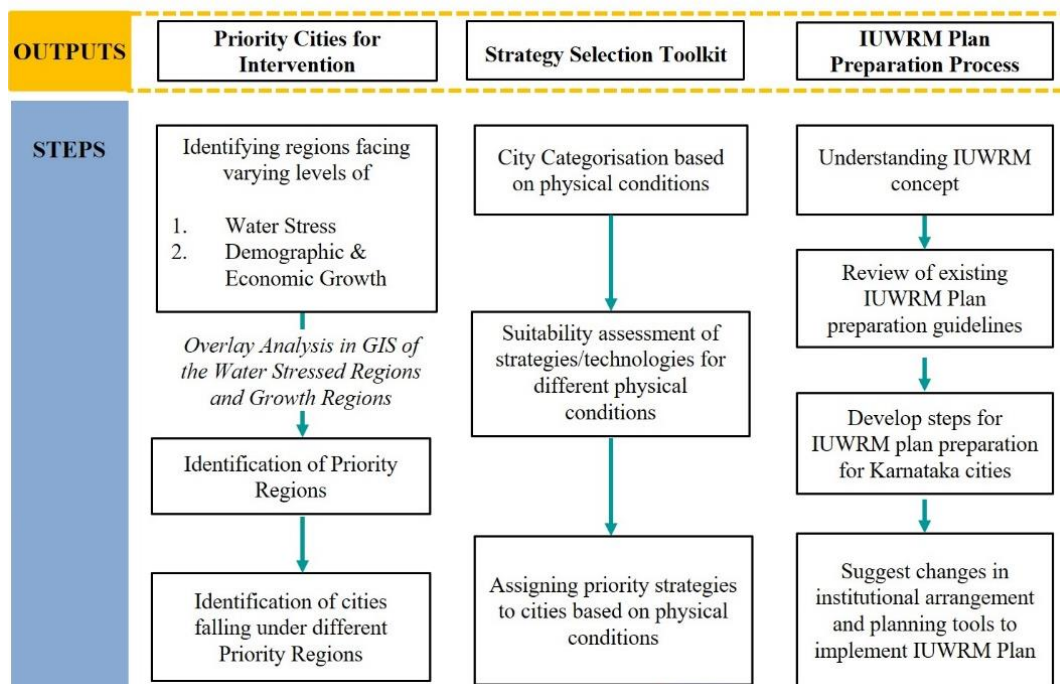 OUTPUTS
Priority Cities for
Intervention
Strategy Selection Toolkit
IUWRM Plan
Preparation Process
STEPS
Identifying regions facing
varying levels of
1. Water Stress
2. Demographic &
Economic Growth
Overlay Analysis in GIS of
the Water Stressed Regions
and Growth Regions
Identification of Priority
Regions
Identification of cities
falling under different
Priority Regions
City Categorisation based
on physical conditions
Suitability assessment of
strategies/technologies for
different physical
conditions
Assigning priority strategies
to cities based on physical
conditions
Understanding IUWRM
concept
Review of existing
IUWRM Plan
preparation guidelines
Develop steps for
IUWRM plan preparation
for Karnataka cities
Suggest changes in
institutional arrangement
and planning tools to
implement IUWRM Plan